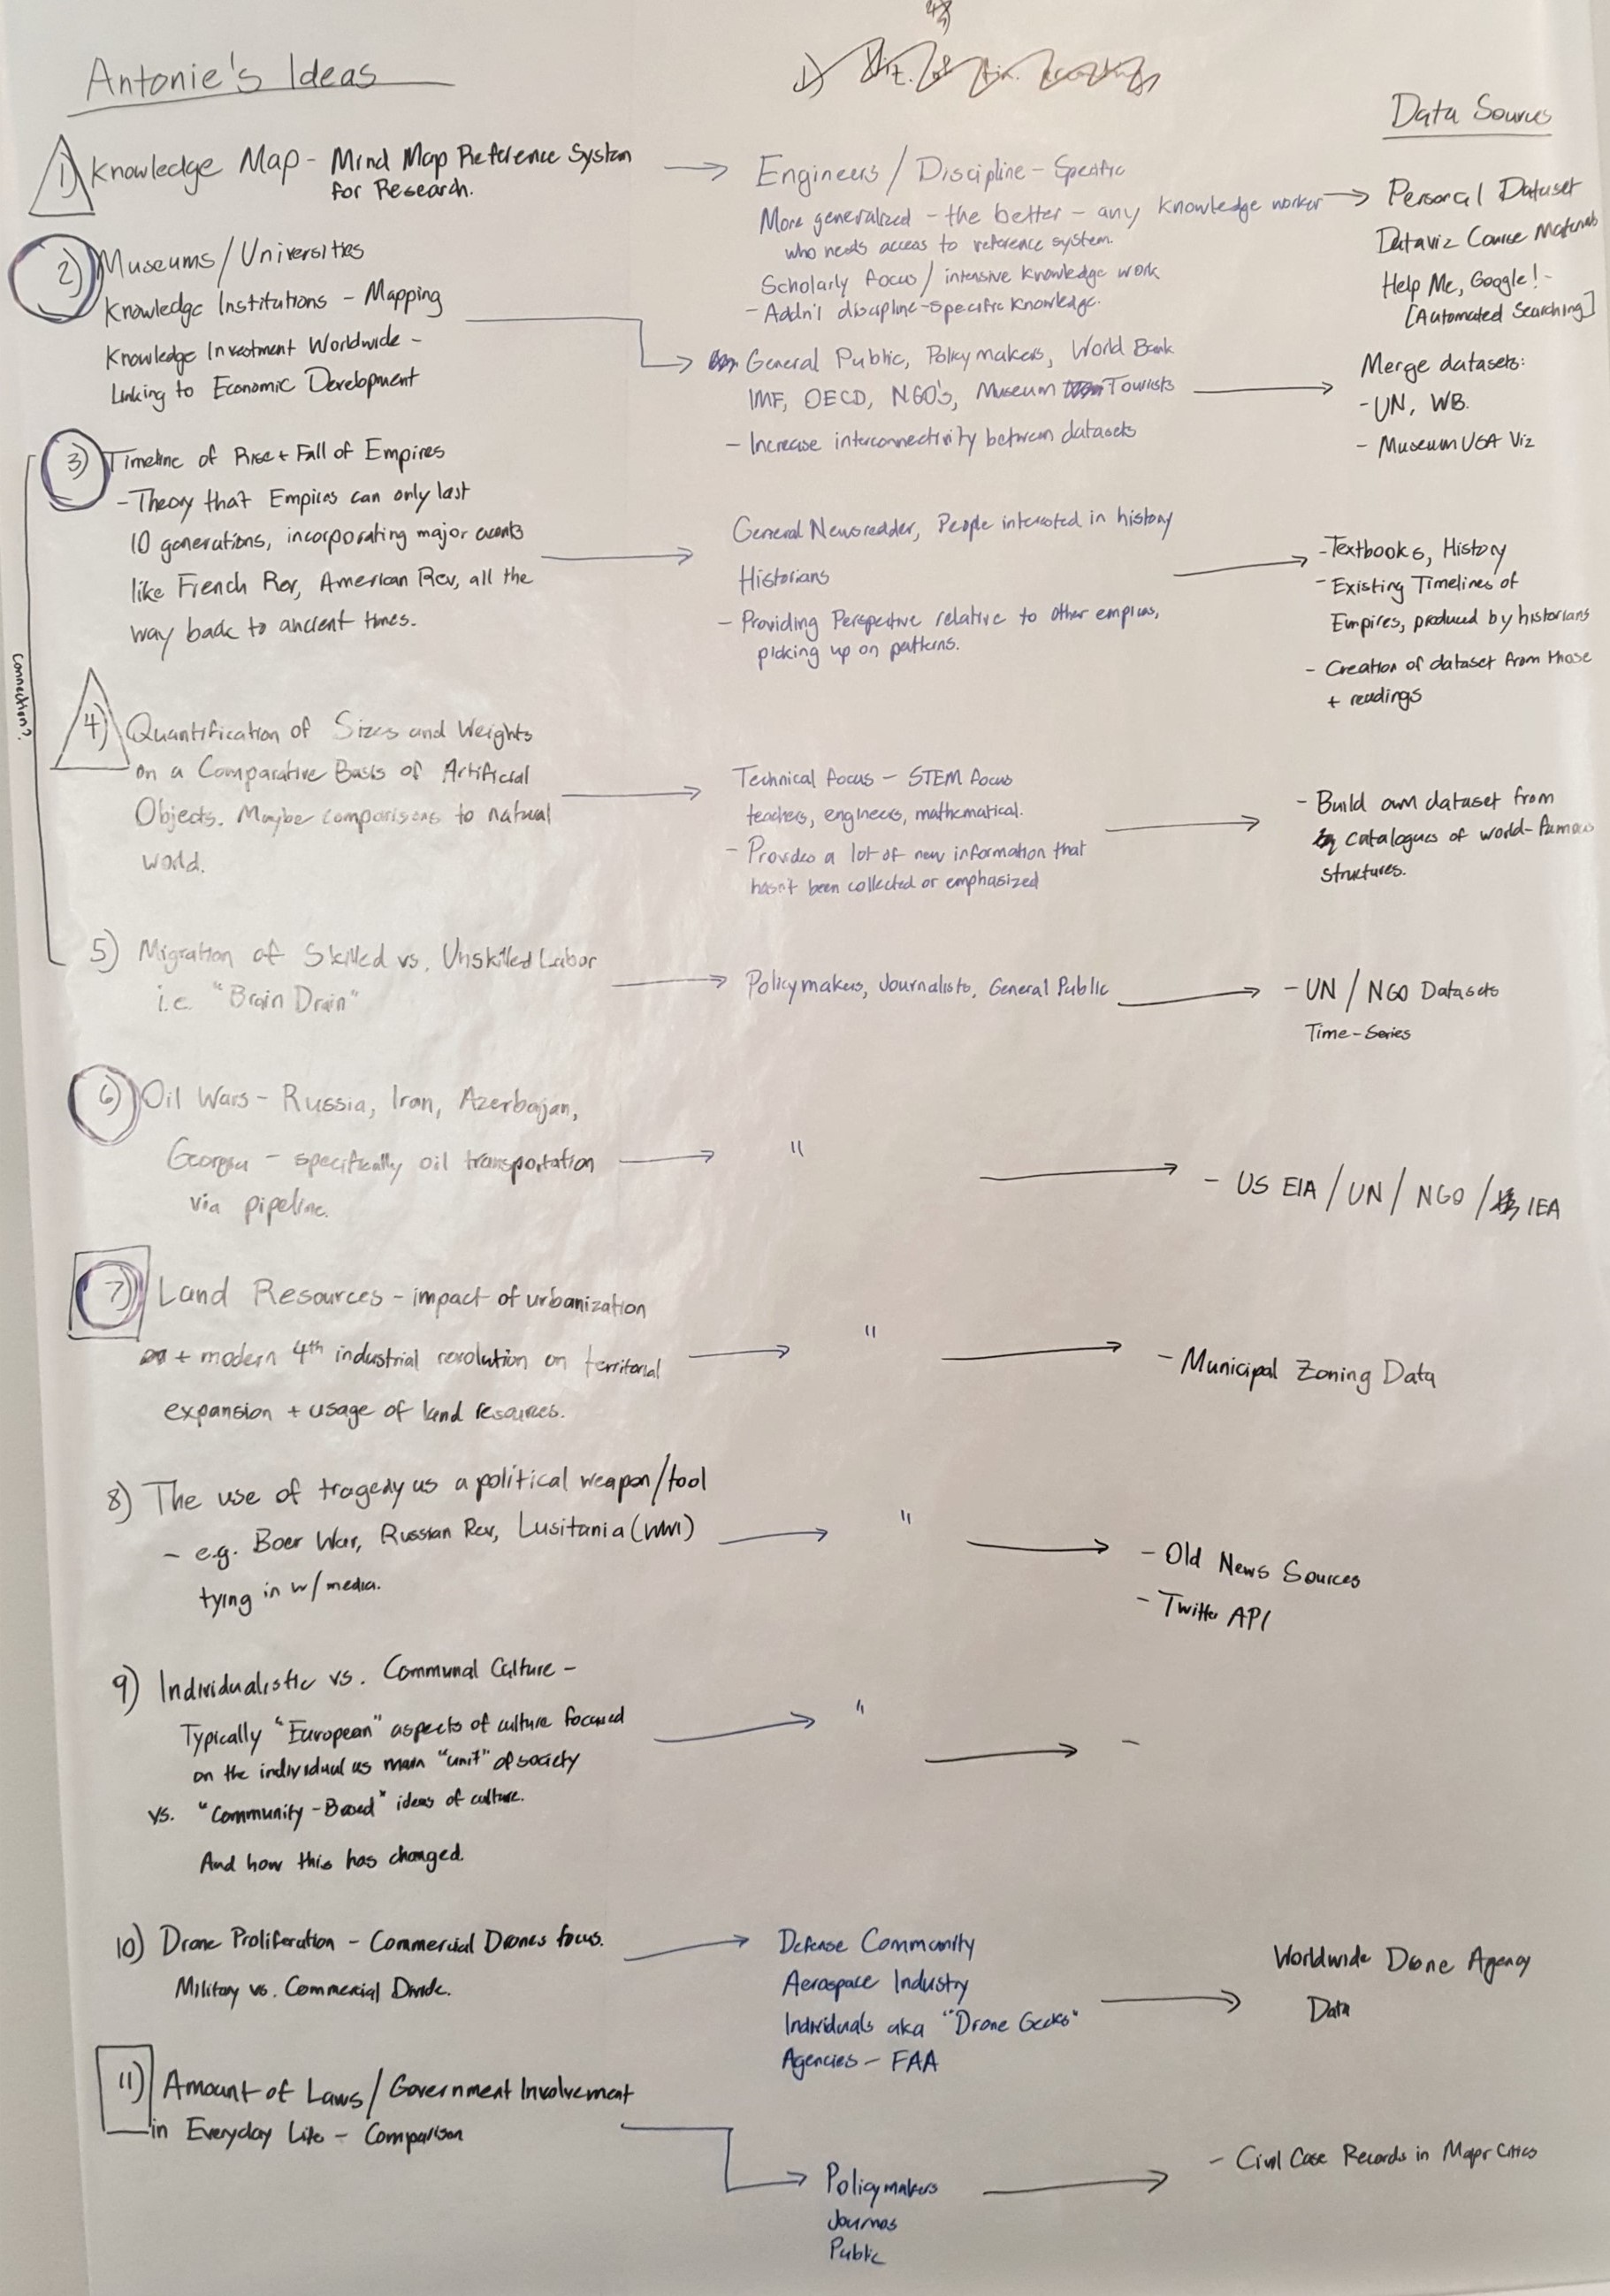 Antonie's Ideas
Data Sources
1) Knowledge Map - Mind Map Reference System
for Research.
Engineers / Discipline - Specific
More generalized - the better - any knowledge worker
who needs access to reference system.
Scholarly focus / intensive knowledge work
- Addn'l discipline-specific knowledge.
Personal Dataset
Dataviz Course Materials
Help Me, Google! -
[Automated Searching]
2) Museums/Universities
Knowledge Institutions - Mapping
Knowledge Investment Worldwide -
Linking to Economic Development
General Public, Policymakers, World Bank
IMF, OECD, NGO's, Museum Tourists
- Increase interconnectivity between datasets
Merge datasets:
- UN, WB.
- Museum USA Viz
3) Timeline of Rise + Fall of Empires
- Theory that Empires can only last
10 generations, incorporating major events
like French Rev, American Rev, all the
way back to ancient times.
General Newsreader, People interested in history
Historians
- Providing Perspective relative to other empires,
picking up on patterns.
- Textbooks, History
- Existing Timelines of
Empires, produced by historians
- Creation of dataset from those
+ readings
connection?
4) Quantification of Sizes and Weights
on a Comparative Basis of Artificial
Objects. Maybe comparisons to natural
world.
Technical focus - STEM focus
teachers, engineers, mathematical.
- Provides a lot of new information that
hasn't been collected or emphasized
- Build own dataset from
catalogues of world-famous
structures.
5) Migration of Skilled vs. Unskilled Labor
i.e. "Brain Drain"
Policymakers, Journalists, General Public
- UN / NGO Datasets
Time-Series
6) Oil Wars - Russia, Iran, Azerbajan,
Georgia - specifically oil transportation
via pipeline.
"
- US EIA / UN / NGO / IEA
7) Land Resources - impact of urbanization
+ modern 4th industrial revolution on territorial
expansion + usage of land resources.
"
- Municipal Zoning Data
8) The use of tragedy as a political weapon/tool
- e.g. Boer War, Russian Rev, Lusitania (WWI)
tying in w/ media.
"
- Old News Sources
- Twitter API
9) Individualistic vs. Communal Culture -
Typically "European" aspects of culture focused
on the individual as main "unit" of society
vs. "Community-Based" ideas of culture.
And how this has changed.
"
-
10) Drone Proliferation - Commercial Drones focus.
Military vs. Commercial Divide.
Defense Community
Aerospace Industry
Individuals aka "Drone Geeks"
Agencies - FAA
Worldwide Drone Agency
Data
11) Amount of Laws / Government Involvement
in Everyday Life - Comparison
Policymakers
Journos
Public
- Civil Case Records in Major Cities